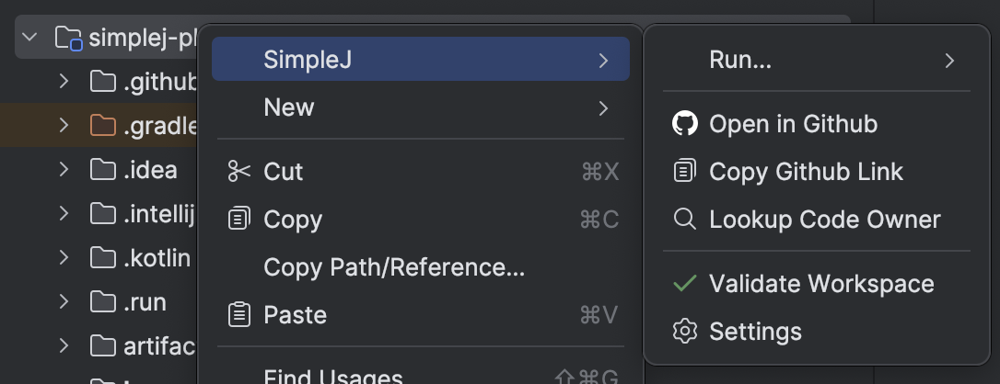 simplej-pl
.github
.gradle
.idea
.intellij
.kotlin
.run
artifac
SimpleJ
New
Cut ⌘X
Copy ⌘C
Copy Path/Reference...
Paste ⌘V
Find Usages ⇧⌘G
Run...
Open in Github
Copy Github Link
Lookup Code Owner
Validate Workspace
Settings